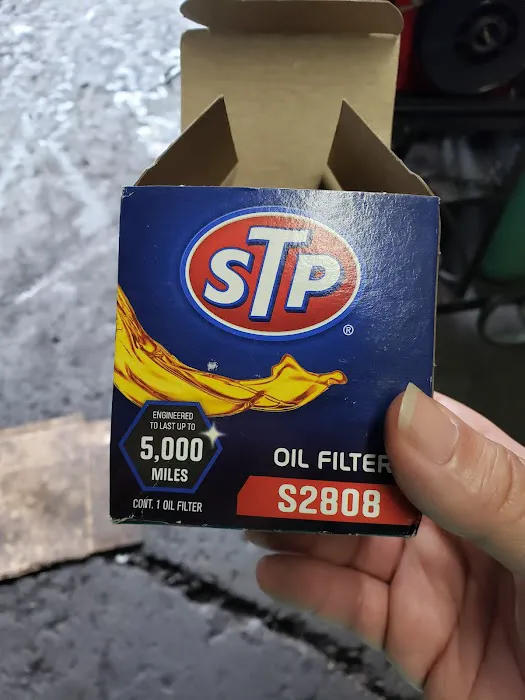 STP
®
ENGINEERED
TO LAST UP TO
5,000
MILES
CONT. 1 OIL FILTER
OIL FILTER
S2808